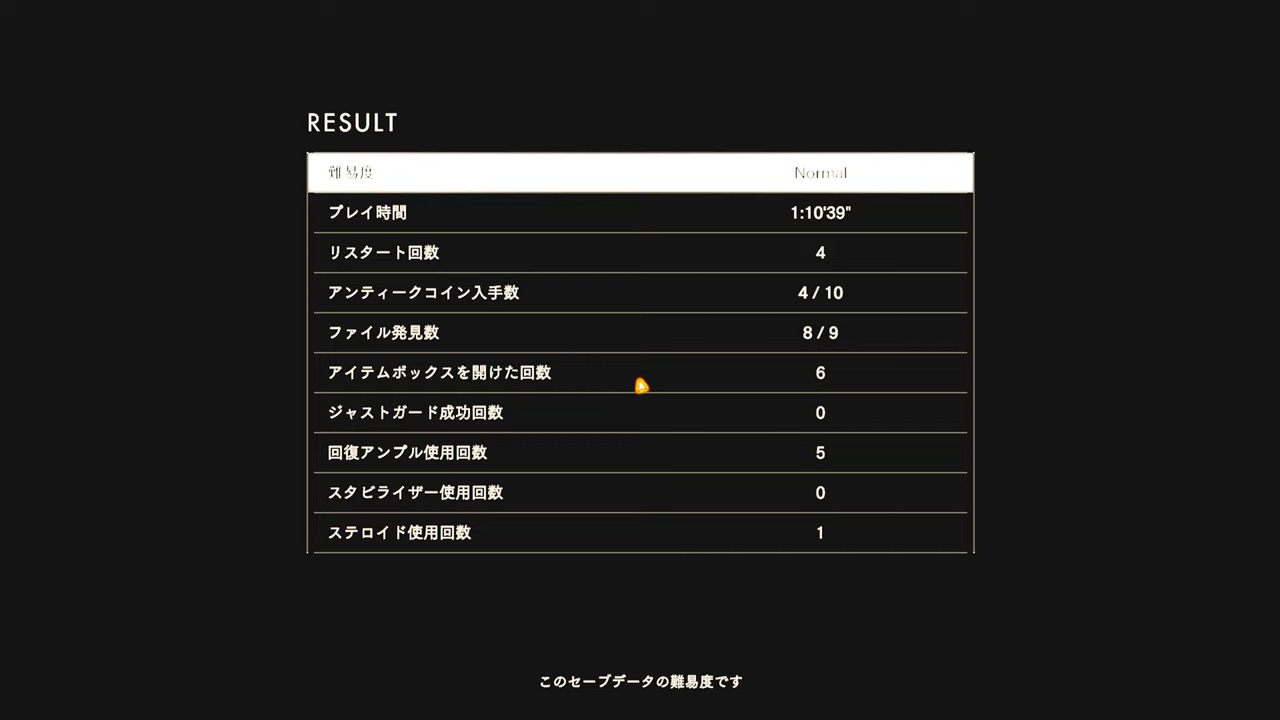 RESULT
難易度 Normal
プレイ時間 1:10'39"
リスタート回数 4
アンティークコイン入手数 4 / 10
ファイル発見数 8 / 9
アイテムボックスを開けた回数 6
ジャストガード成功回数 0
回復アンプル使用回数 5
スタビライザー使用回数 0
ステロイド使用回数 1
このセーブデータの難易度です